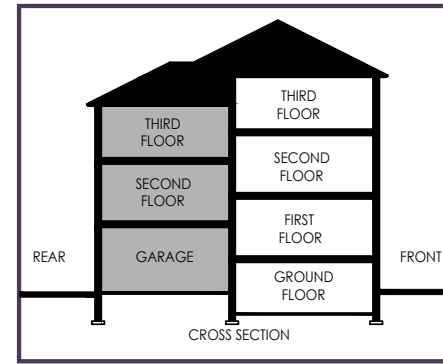 THIRD
FLOOR
THIRD
FLOOR
SECOND
FLOOR
SECOND
FLOOR
FIRST
FLOOR
REAR
GARAGE
FRONT
GROUND
FLOOR
CROSS SECTION